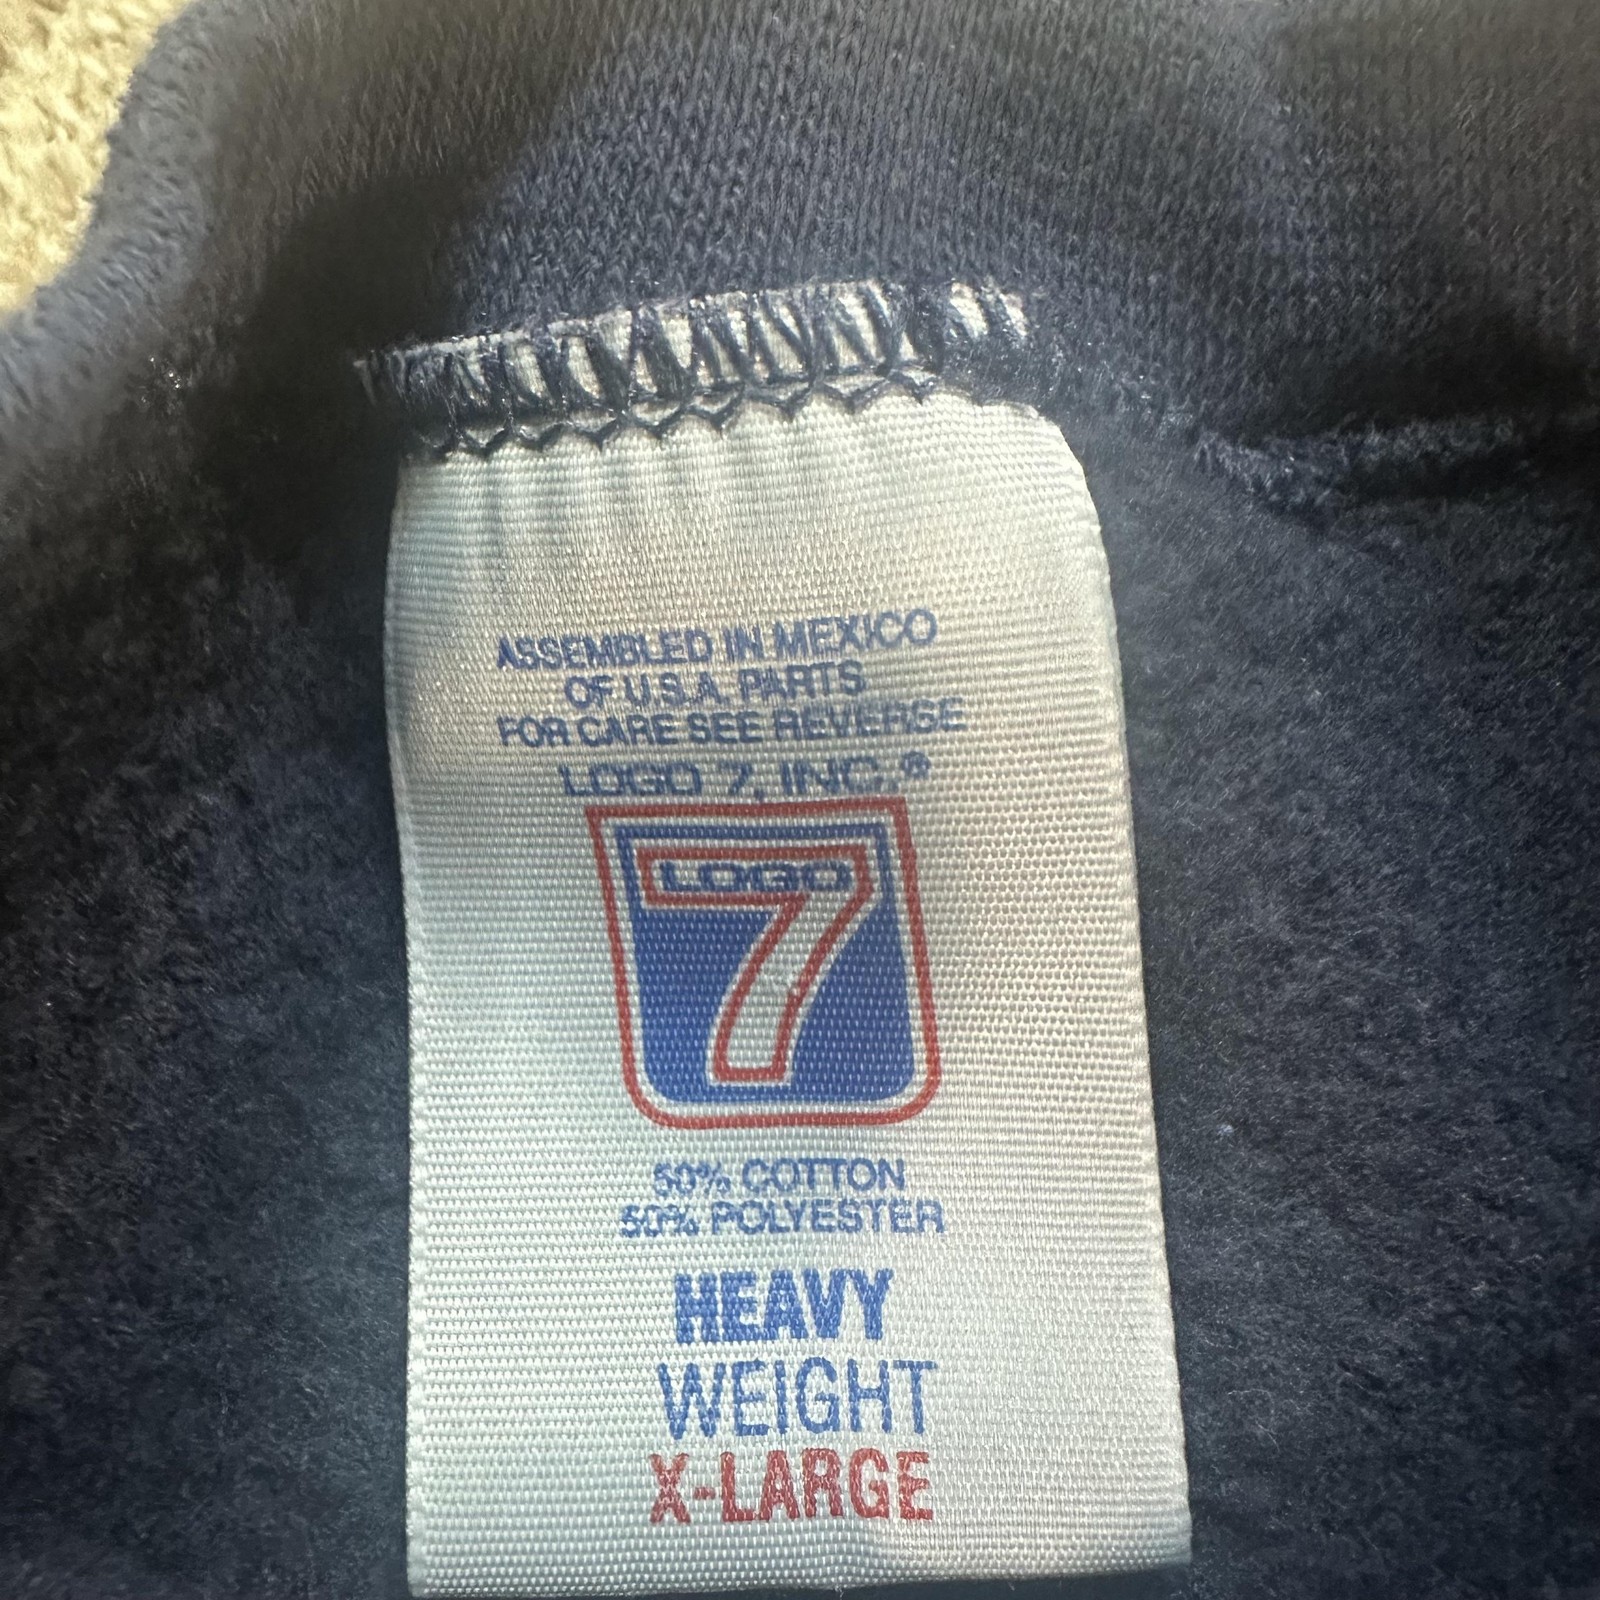 ASSEMBLED IN MEXICO
OF U.S.A. PARTS
FOR CARE SEE REVERSE
LOGO 7, INC.®
LOGO
7
50% COTTON
50% POLYESTER
HEAVY
WEIGHT
X-LARGE